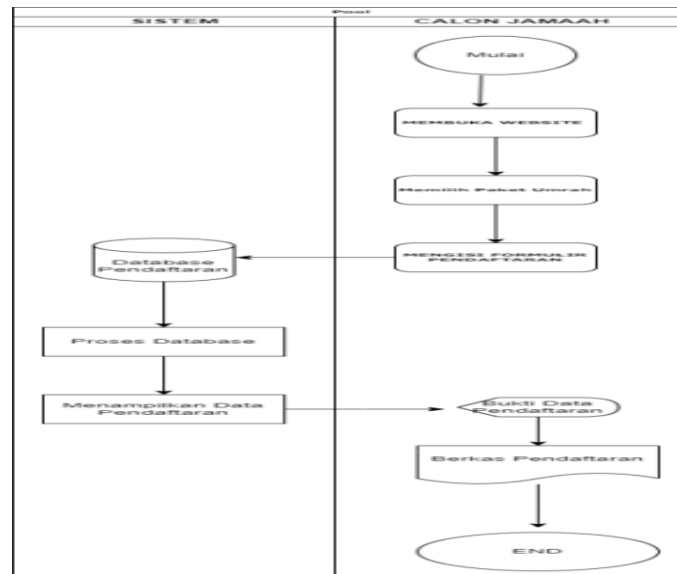 Pool
SISTEM
CALON JAMAAH
Mulai
MEMBUKA WEBSITE
Memilih Paket Umrah
MENGISI FORMULIR
PENDAFTARAN
Database
Pendaftaran
Proses Database
Menampilkan Data
Pendaftaran
Bukti Data
Pendaftaran
Berkas Pendaftaran
END